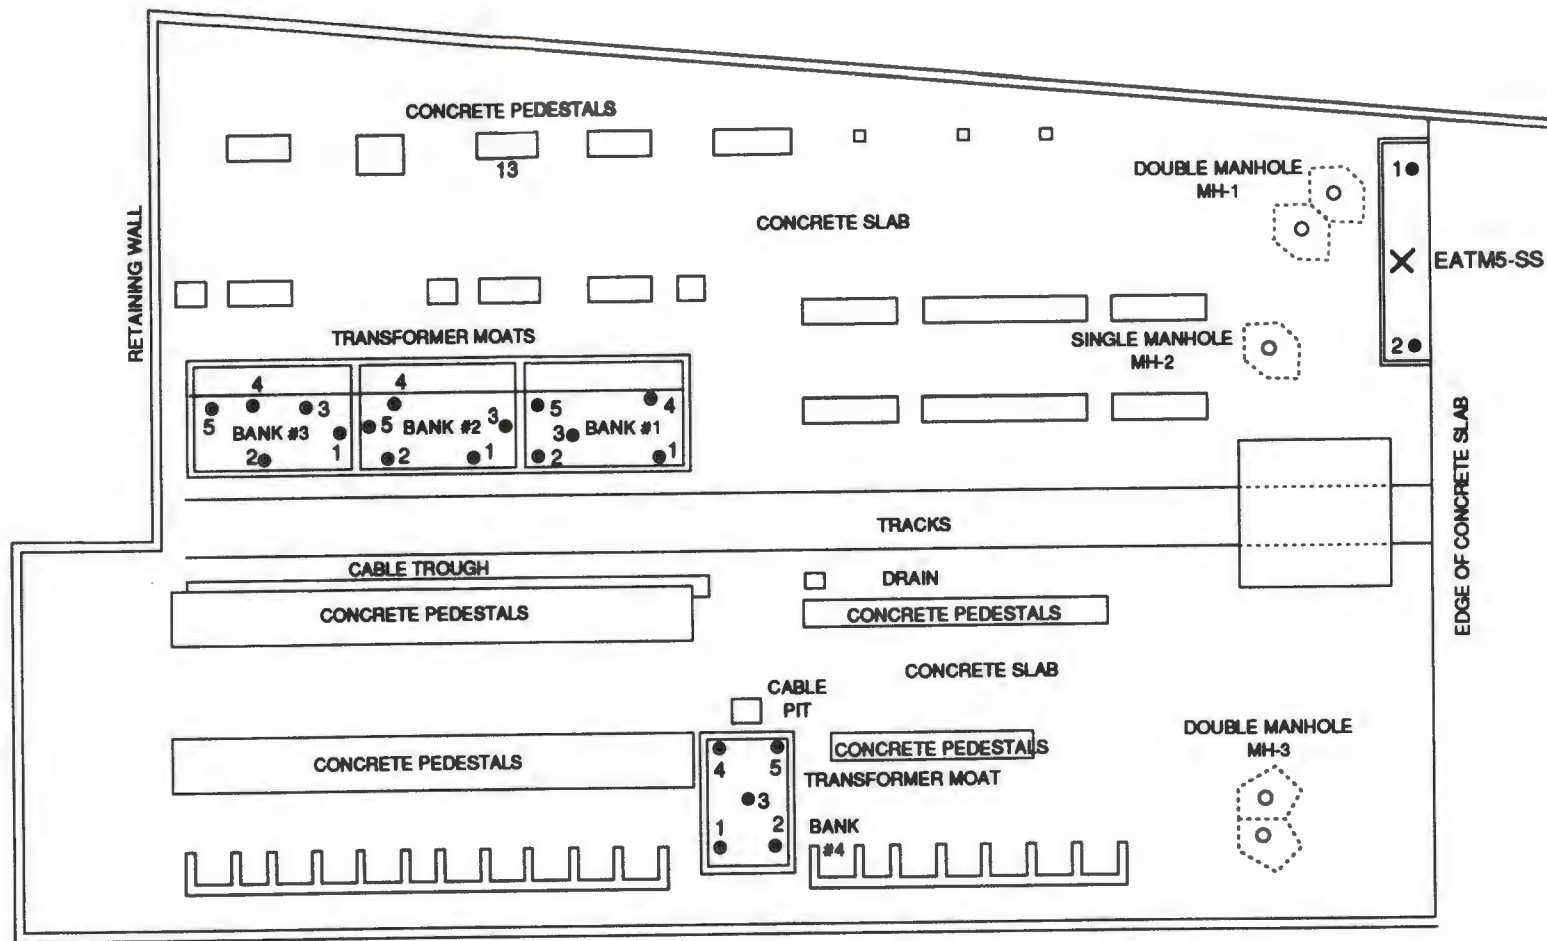 CONCRETE PEDESTALS
13
DOUBLE MANHOLE
MH-1
1
CONCRETE SLAB
RETAINING WALL
EATM5-SS
TRANSFORMER MOATS
SINGLE MANHOLE
MH-2
2
4
3
5
BANK #3
1
2
4
5
BANK #2
3
2
1
5
4
3
BANK #1
2
1
EDGE OF CONCRETE SLAB
TRACKS
CABLE TROUGH
DRAIN
CONCRETE PEDESTALS
CONCRETE PEDESTALS
CONCRETE SLAB
CABLE
PIT
DOUBLE MANHOLE
MH-3
CONCRETE PEDESTALS
CONCRETE PEDESTALS
4
5
TRANSFORMER MOAT
3
1
2
BANK
#4